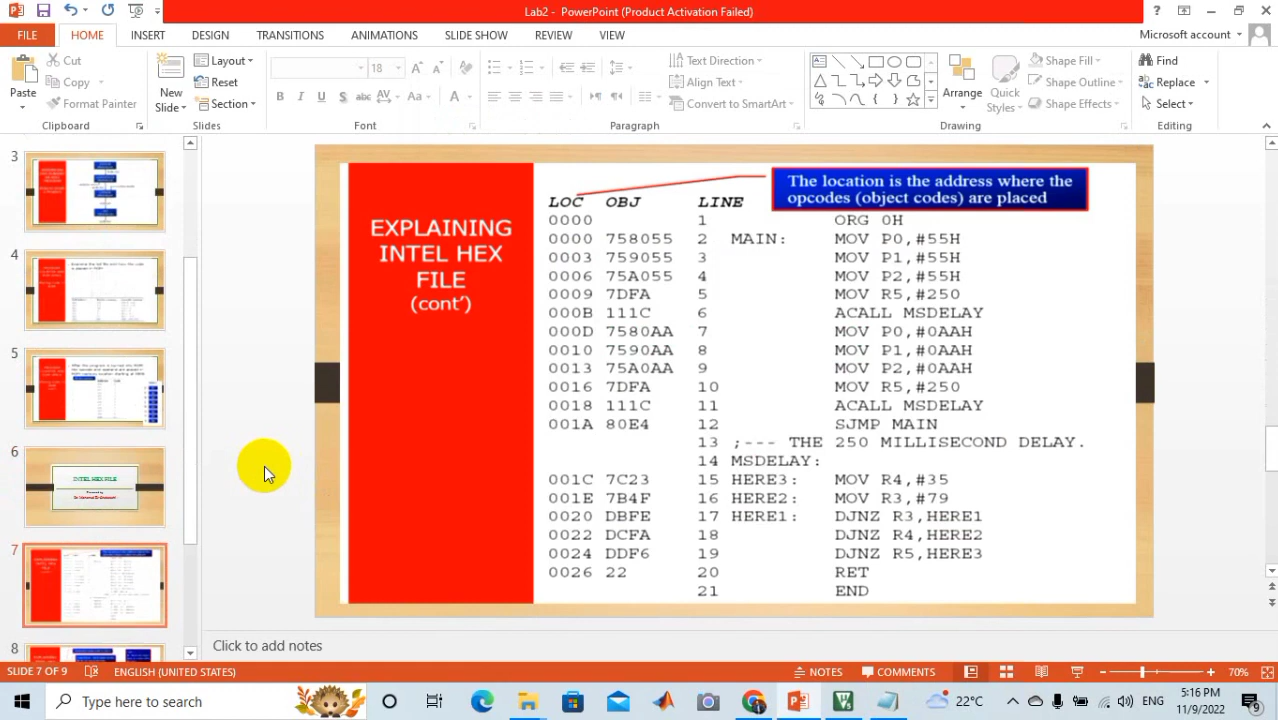 Lab2 - PowerPoint (Product Activation Failed)
?
FILE HOME INSERT DESIGN TRANSITIONS ANIMATIONS SLIDE SHOW REVIEW VIEW Microsoft account
Paste
Cut
Copy
Format Painter
Clipboard
New
Slide
Layout
Reset
Section
Slides
18
B I U S abc AV Aa A
Font
Text Direction
Align Text
Convert to SmartArt
Paragraph
Arrange
Quick
Styles
Shape Fill
Shape Outline
Shape Effects
Drawing
Find
Replace
Select
Editing
3
4
5
6
INTEL HEX FILE
7
8
EXPLAINING
INTEL HEX
FILE
(cont’)
The location is the address where the
opcodes (object codes) are placed
LOC OBJ LINE
0000 1 ORG 0H
0000 758055 2 MAIN: MOV P0,#55H
0003 759055 3 MOV P1,#55H
0006 75A055 4 MOV P2,#55H
0009 7DFA 5 MOV R5,#250
000B 111C 6 ACALL MSDELAY
000D 7580AA 7 MOV P0,#0AAH
0010 7590AA 8 MOV P1,#0AAH
0013 75A0AA 9 MOV P2,#0AAH
0016 7DFA 10 MOV R5,#250
0018 111C 11 ACALL MSDELAY
001A 80E4 12 SJMP MAIN
13 ;--- THE 250 MILLISECOND DELAY.
14 MSDELAY:
001C 7C23 15 HERE3: MOV R4,#35
001E 7B4F 16 HERE2: MOV R3,#79
0020 DBFE 17 HERE1: DJNZ R3,HERE1
0022 DCFA 18 DJNZ R4,HERE2
0024 DDF6 19 DJNZ R5,HERE3
0026 22 20 RET
21 END
Click to add notes
SLIDE 7 OF 9 ENGLISH (UNITED STATES) NOTES COMMENTS 70%
Type here to search
22°C
ENG
5:16 PM
11/9/2022
9